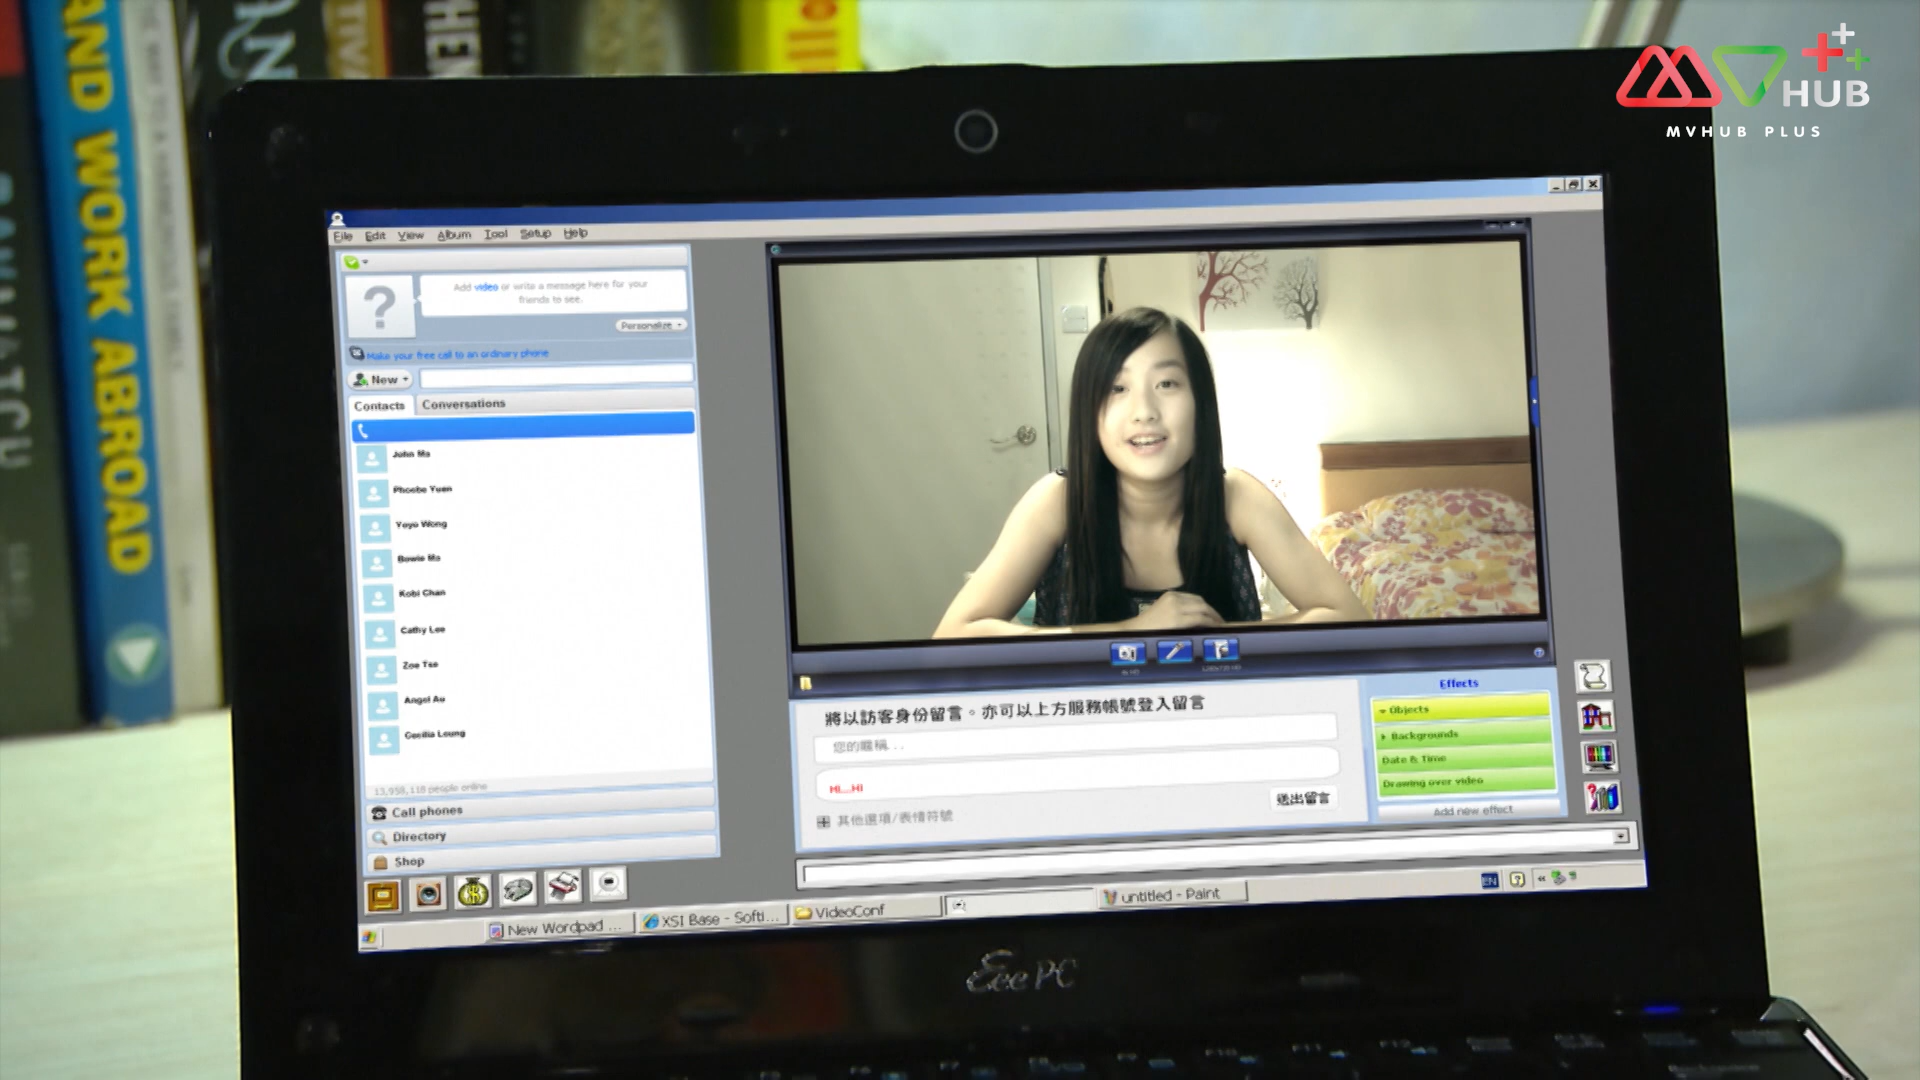 AND WORK ABROAD
HUB
MVHUB PLUS
File Edit View Album Tool Setup Help
Add video or write a message here for your
friends to see.
Personalize
Make your free call to an ordinary phone
New
Contacts Conversations
John Ma
Phoebe Yuen
Yoyo Wong
Bowie Ma
Kobi Chan
Cathy Lee
Zoe Tse
Angel Au
Cecilia Leung
13,958,118 people online
Call phones
Directory
Shop
將以訪客身份留言。亦可以上方服務帳號登入留言
您的暱稱...
Hi...Hi
送出留言
其他選項/表情符號
Effects
Objects
Backgrounds
Date & Time
Drawing over video
Add new effect
New Wordpad ...
XSI Base - Softi...
VideoConf
untitled - Paint
EN
Eee PC